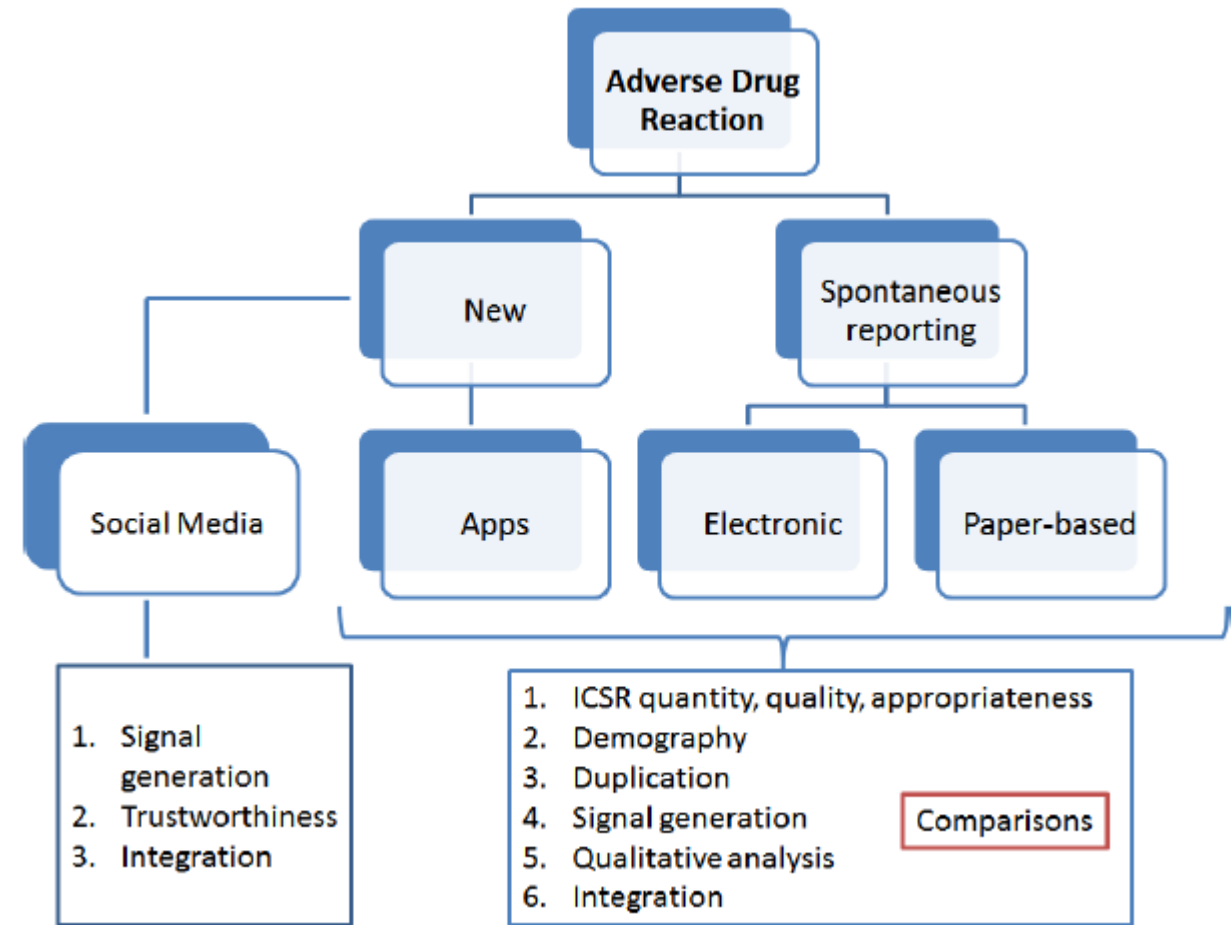 Adverse Drug
Reaction
New
Spontaneous
reporting
Social Media
Apps
Electronic
Paper-based
1. Signal
generation
2. Trustworthiness
3. Integration
1. ICSR quantity, quality, appropriateness
2. Demography
3. Duplication
4. Signal generation
5. Qualitative analysis
6. Integration
Comparisons